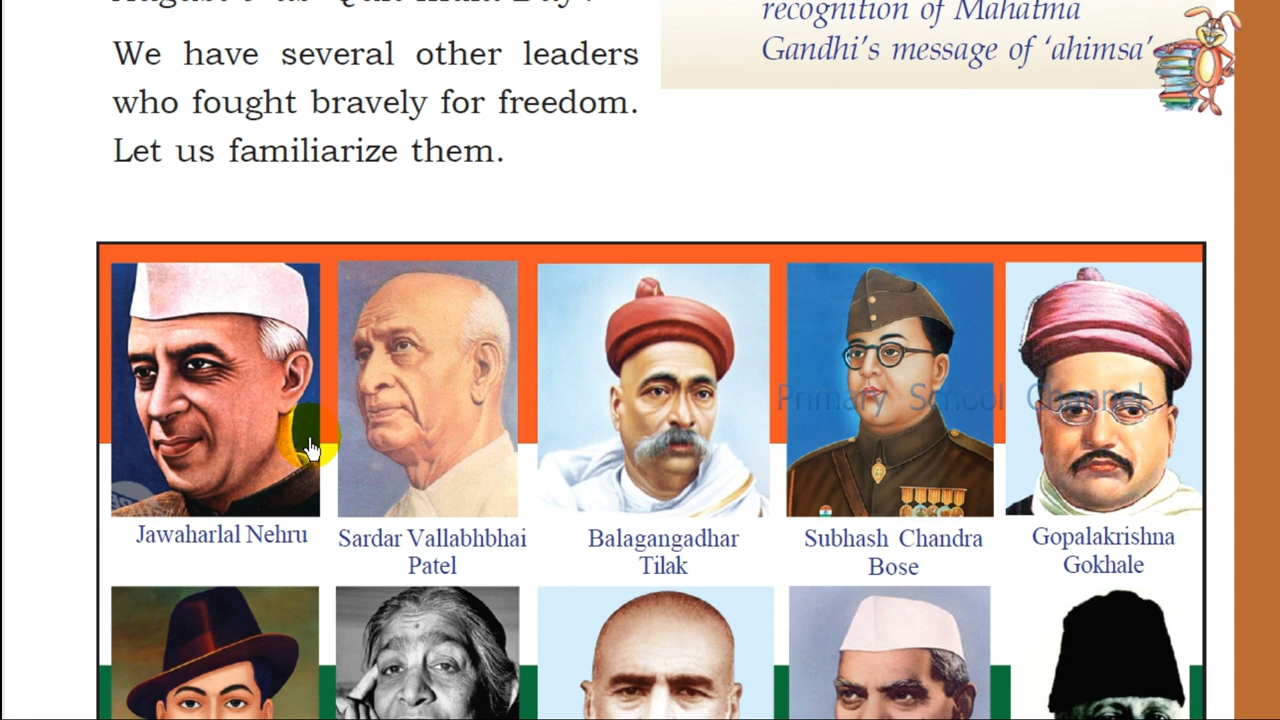 We have several other leaders
who fought bravely for freedom.
Let us familiarize them.
recognition of Mahatma
Gandhi's message of 'ahimsa'
Primary School Channel
Jawaharlal Nehru
Sardar Vallabhbhai
Patel
Balagangadhar
Tilak
Subhash Chandra
Bose
Gopalakrishna
Gokhale